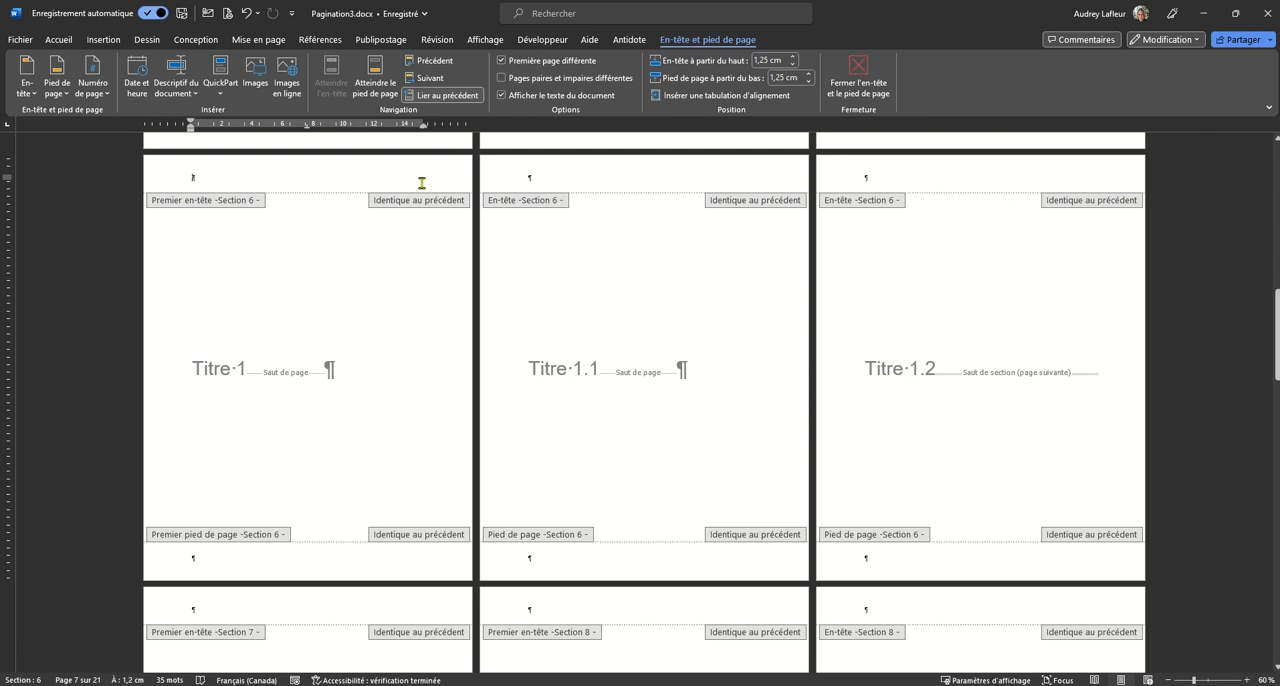 Enregistrement automatique
Pagination3.docx • Enregistré
Rechercher
Audrey Lafleur
Fichier Accueil Insertion Dessin Conception Mise en page Références Publipostage Révision Affichage Développeur Aide Antidote En-tête et pied de page
Commentaires Modification Partager
En-tête
Pied de page
Numéro de page
En-tête et pied de page
Date et heure
Descriptif du document
QuickPart
Images
Images en ligne
Insérer
Atteindre l'en-tête
Atteindre le pied de page
Précédent
Suivant
Lier au précédent
Navigation
Première page différente
Pages paires et impaires différentes
Afficher le texte du document
Options
En-tête à partir du haut : 1,25 cm
Pied de page à partir du bas : 1,25 cm
Insérer une tabulation d'alignement
Position
Fermer l'en-tête et le pied de page
Fermeture
2 4 6 8 10 12 14
¶ ¶ ¶
Premier en-tête -Section 6 - Identique au précédent
En-tête -Section 6 - Identique au précédent
En-tête -Section 6 - Identique au précédent
Titre·1 Saut de page ¶
Titre·1.1 Saut de page ¶
Titre·1.2 Saut de section (page suivante)
Premier pied de page -Section 6 - Identique au précédent
Pied de page -Section 6 - Identique au précédent
Pied de page -Section 6 - Identique au précédent
¶ ¶ ¶
¶ ¶ ¶
Premier en-tête -Section 7 - Identique au précédent
Premier en-tête -Section 8 - Identique au précédent
En-tête -Section 8 - Identique au précédent
Section : 6 Page 7 sur 21 À : 1,2 cm 35 mots Français (Canada) Accessibilité : vérification terminée
Paramètres d'affichage Focus 60 %